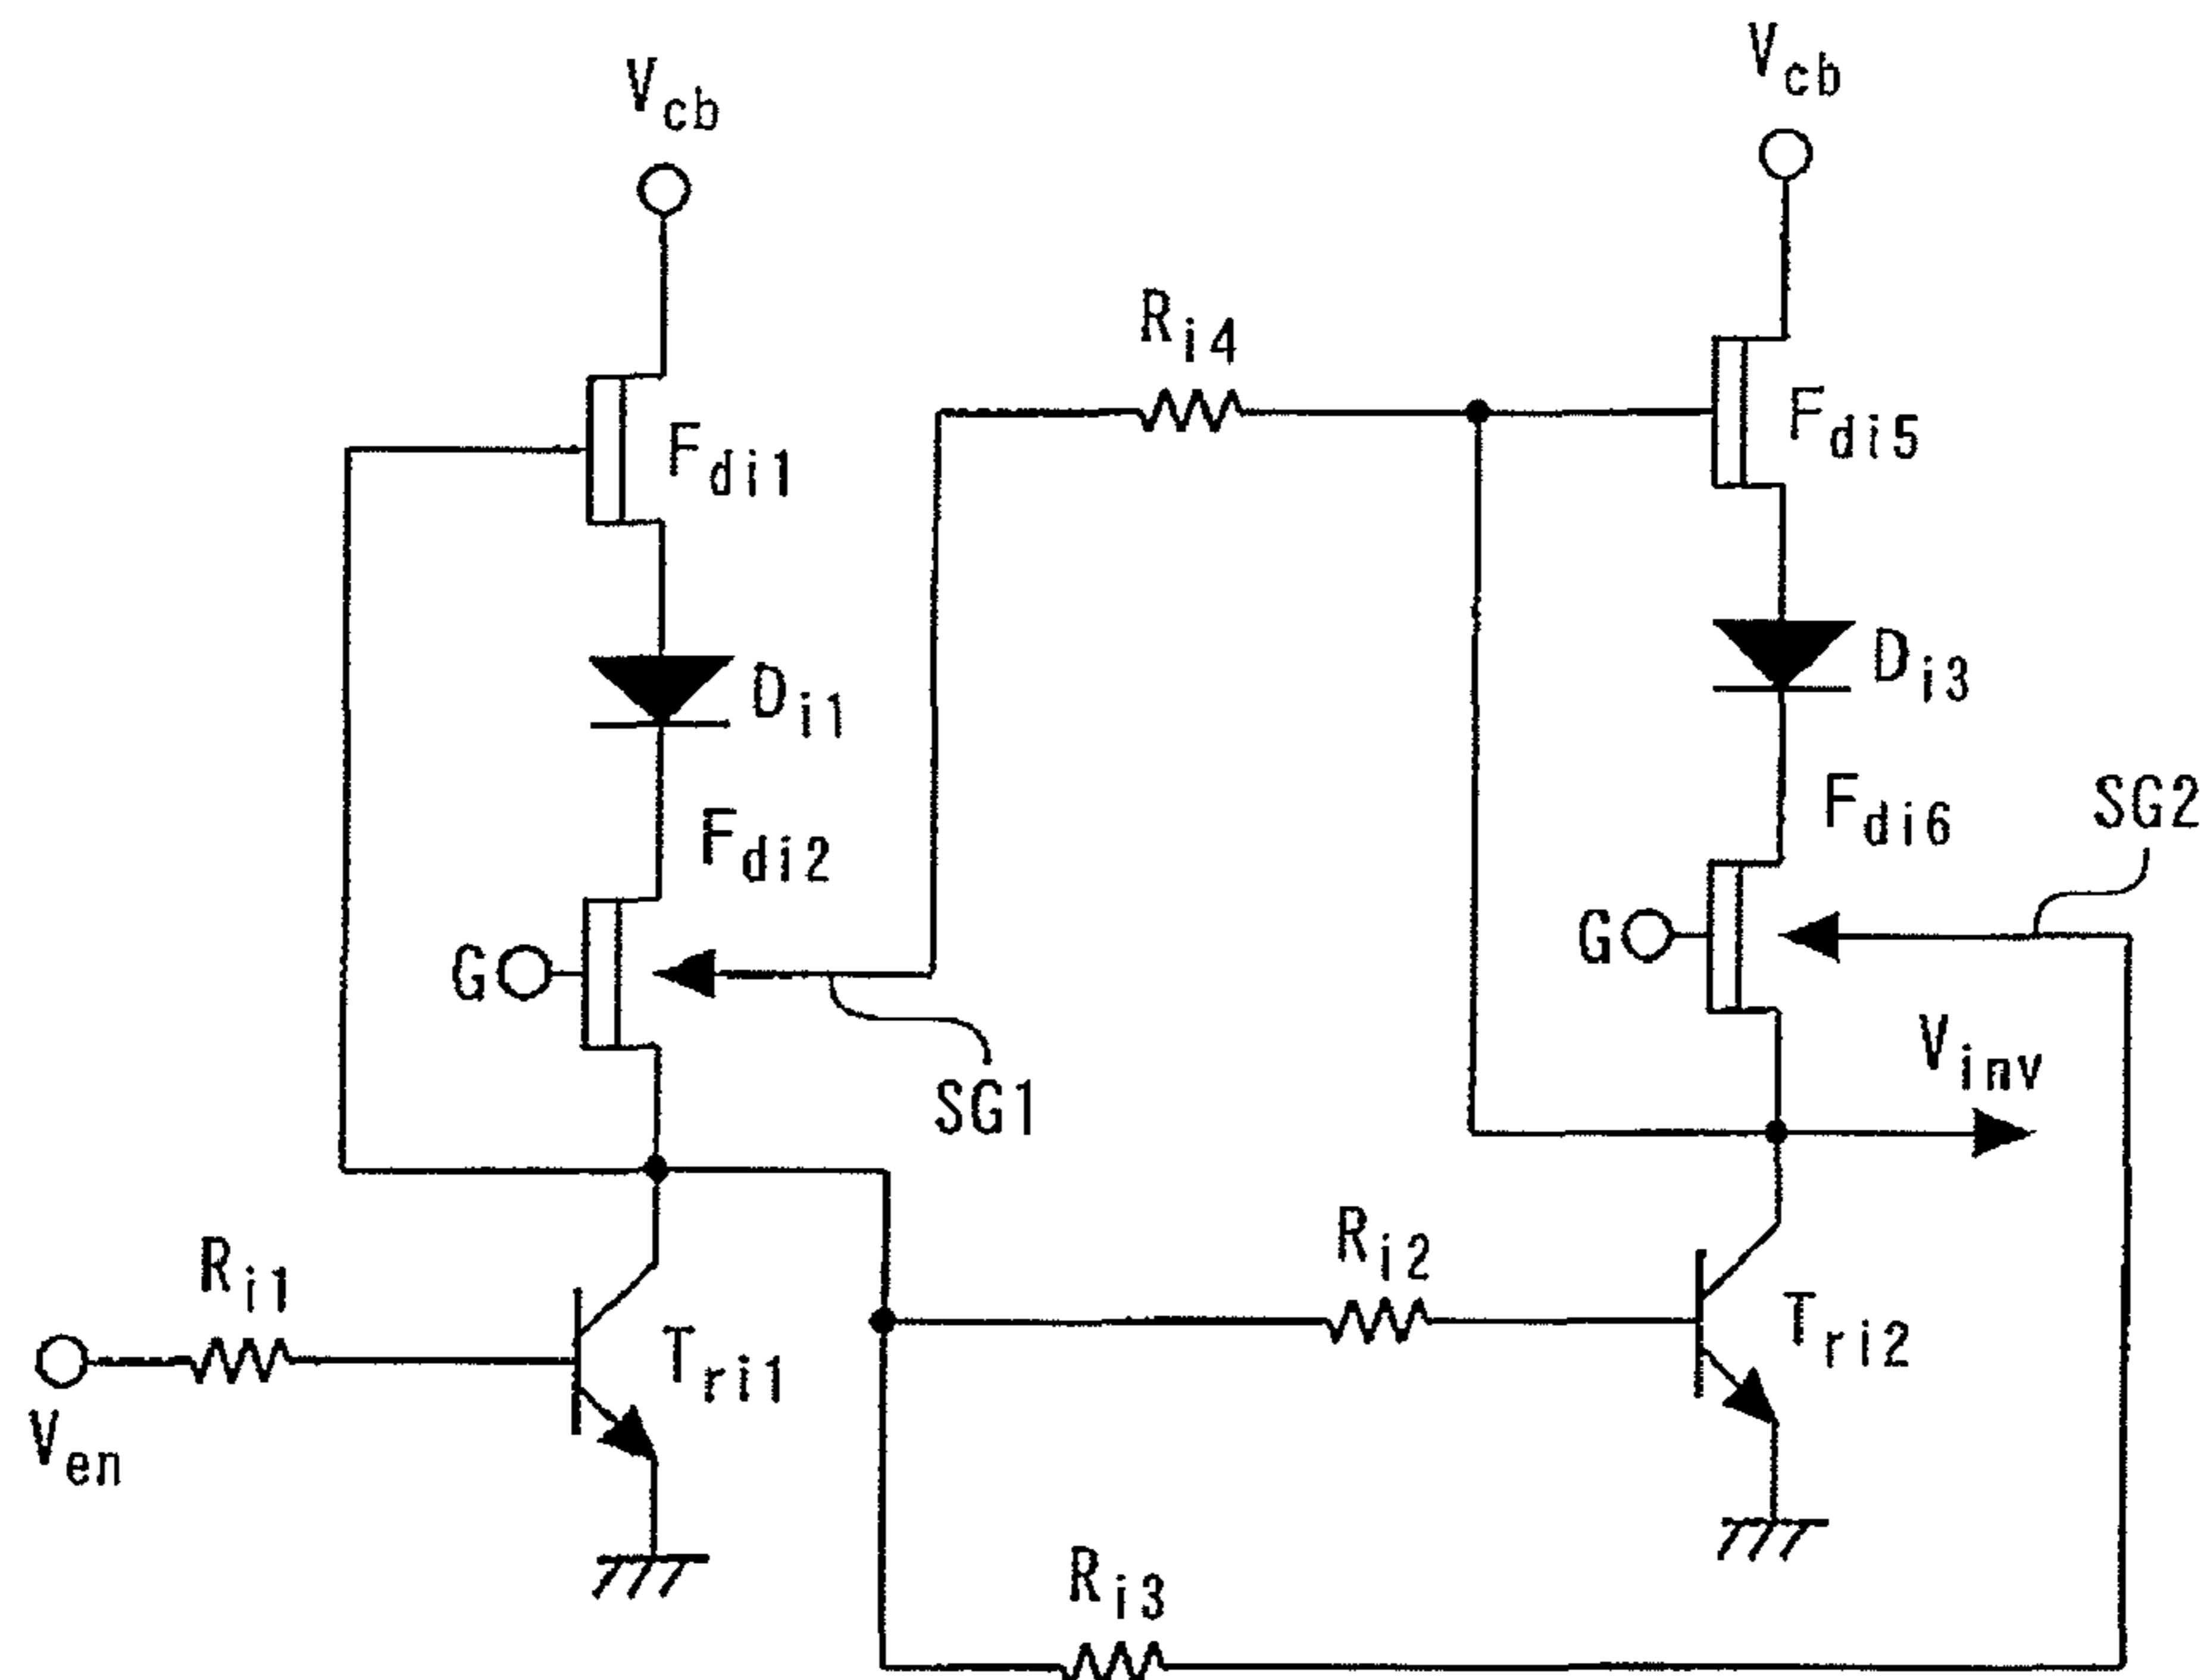 Vcb
Vcb
Ri4
Fdi5
Fdi1
Di3
Di1
Fdi6
SG2
Fdi2
G
G
Vinv
SG1
Ri2
Ri1
Tri2
Tri1
Ven
Ri3